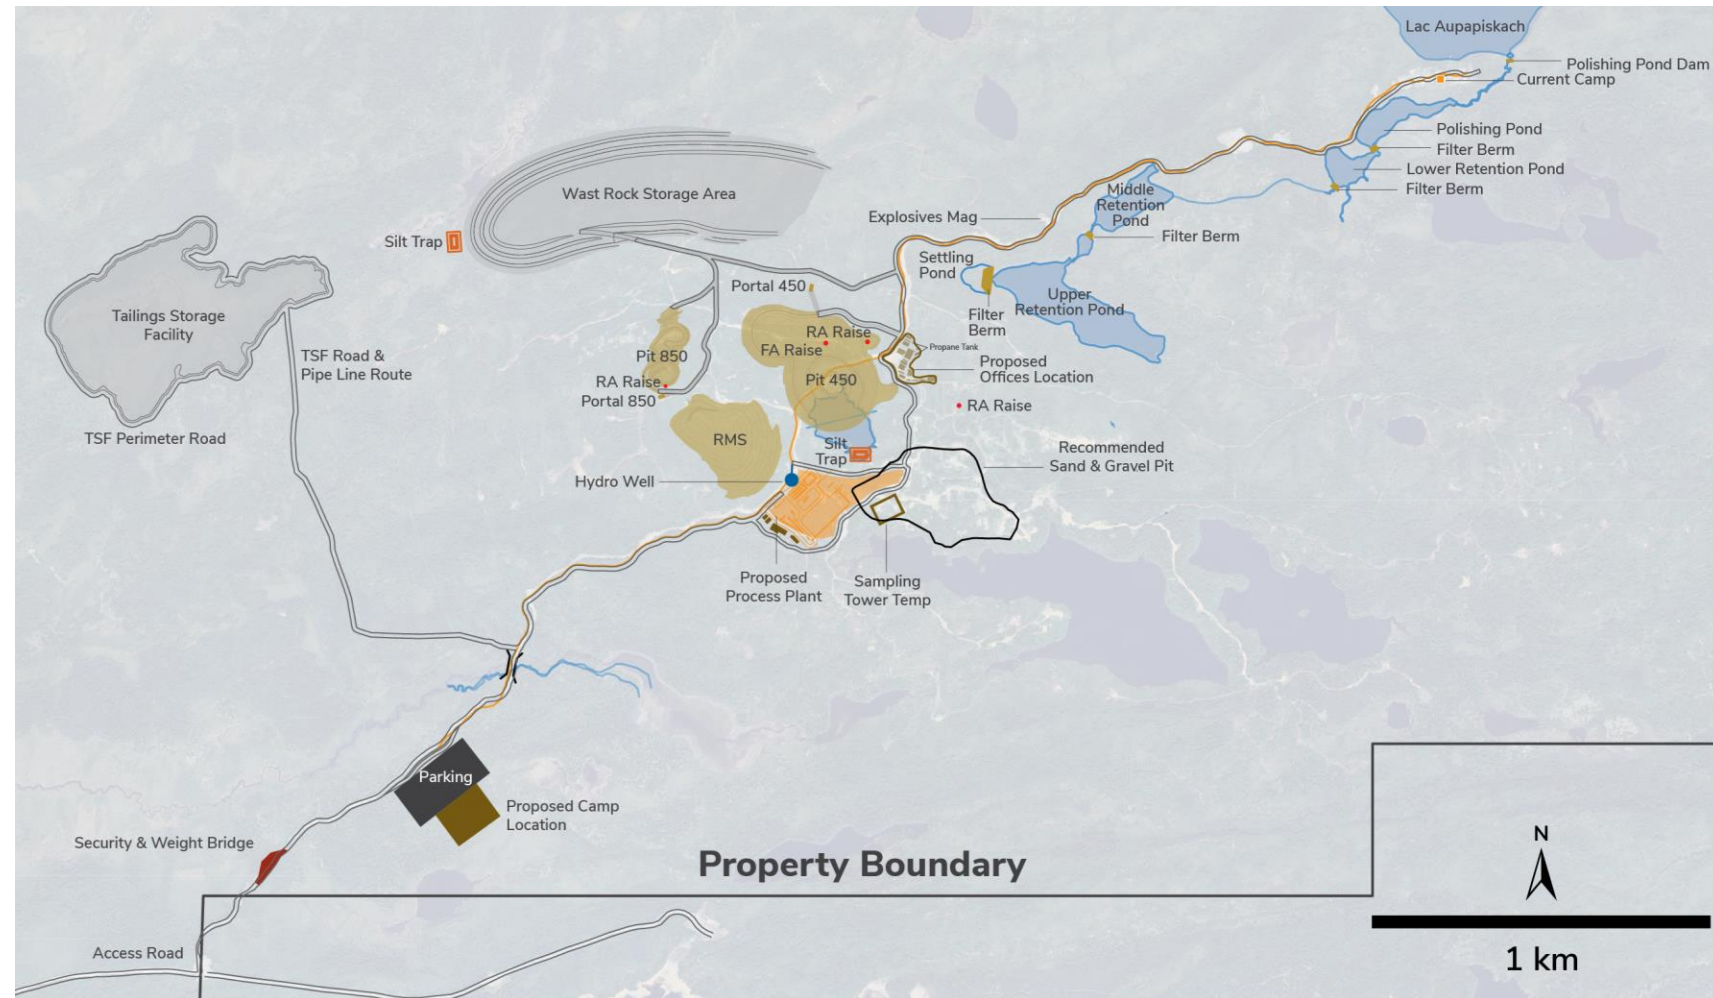 Lac Aupapiskach
Polishing Pond Dam
Current Camp
Polishing Pond
Filter Berm
Lower Retention Pond
Filter Berm
Middle
Retention
Pond
Wast Rock Storage Area
Explosives Mag
Filter Berm
Silt Trap
Settling
Pond
Portal 450
Upper
Retention Pond
Filter
Berm
Tailings Storage
Facility
RA Raise
FA Raise
Propane Tank
TSF Road &
Pipe Line Route
Pit 850
Proposed
Offices Location
Pit 450
RA Raise
Portal 850
RA Raise
TSF Perimeter Road
RMS
Silt
Trap
Recommended
Sand & Gravel Pit
Hydro Well
Proposed
Process Plant
Sampling
Tower Temp
Parking
Proposed Camp
Location
Security & Weight Bridge
Property Boundary
N
Access Road
1 km